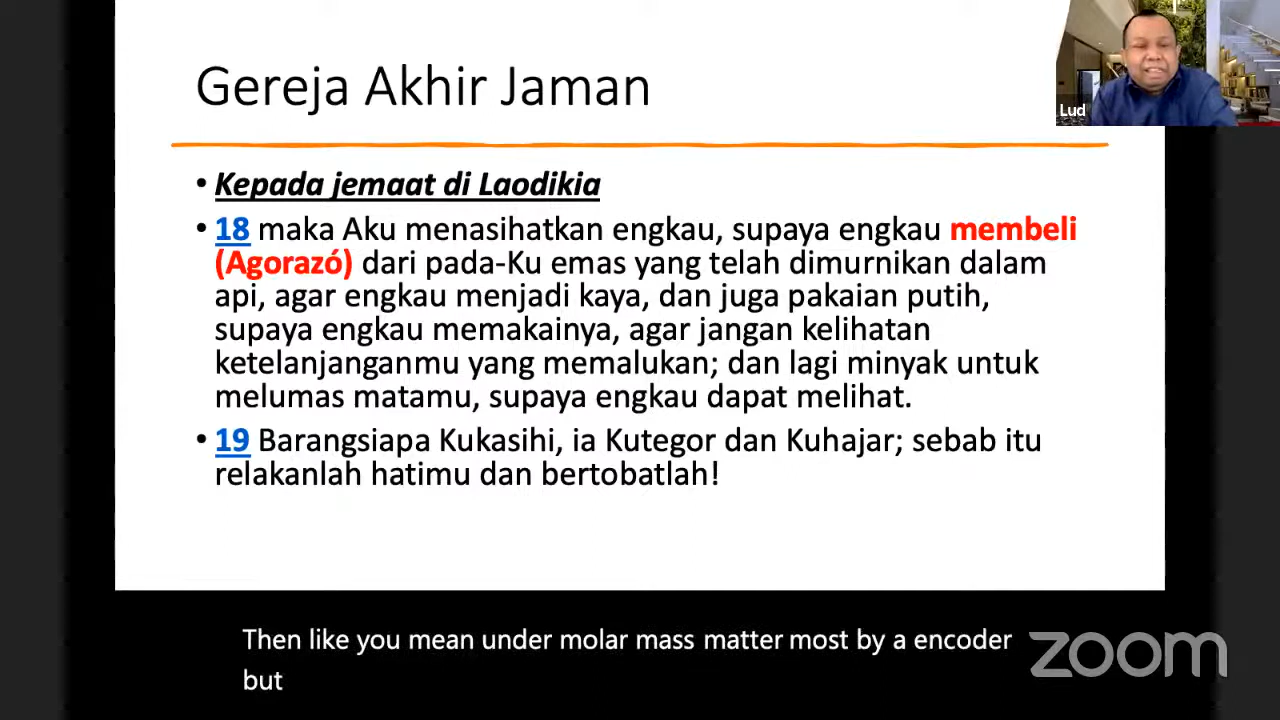 Gereja Akhir Jaman
Lud
• Kepada jemaat di Laodikia
• 18 maka Aku menasihatkan engkau, supaya engkau membeli
(Agorazó) dari pada-Ku emas yang telah dimurnikan dalam
api, agar engkau menjadi kaya, dan juga pakaian putih,
supaya engkau memakainya, agar jangan kelihatan
ketelanjanganmu yang memalukan; dan lagi minyak untuk
melumas matamu, supaya engkau dapat melihat.
• 19 Barangsiapa Kukasihi, ia Kutegor dan Kuhajar; sebab itu
relakanlah hatimu dan bertobatlah!
Then like you mean under molar mass matter most by a encoder
but
zoom